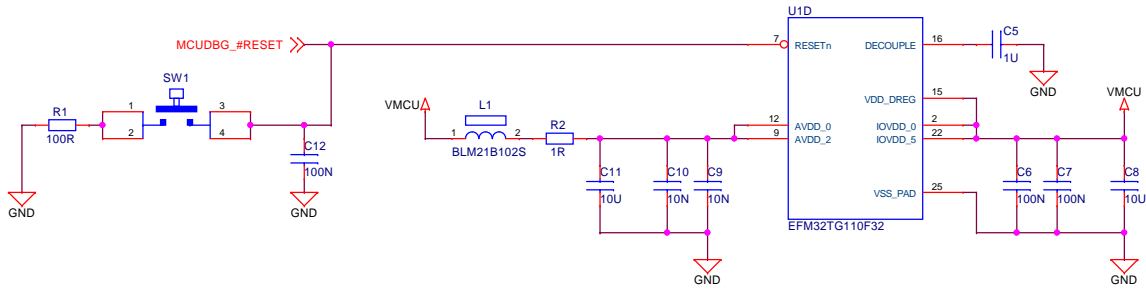 U1D
MCUDBG_#RESET
7
RESETn
DECOUPLE
16
C5
1U
GND
SW1
R1
100R
1
2
3
4
C12
100N
GND
GND
VMCU
L1
1
2
BLM21B102S
R2
1R
12
9
AVDD_0
AVDD_2
VDD_DREG
15
IOVDD_0
2
IOVDD_5
22
VSS_PAD
25
VMCU
C11
10U
C10
10N
C9
10N
GND
EFM32TG110F32
C6
100N
C7
100N
C8
10U
GND